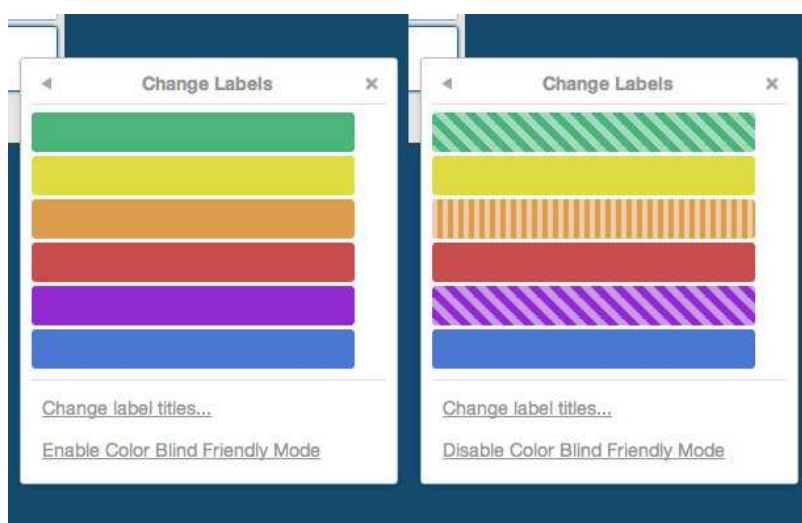 Change Labels
Change label titles...
Enable Color Blind Friendly Mode
Change Labels
Change label titles...
Disable Color Blind Friendly Mode